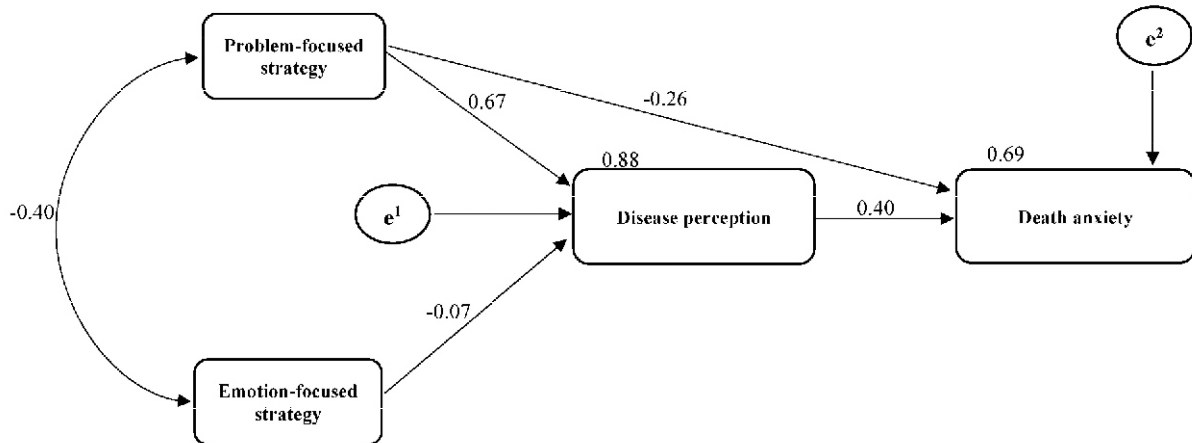 Problem-focused
strategy
e²
0.67
-0.26
0.88
0.69
-0.40
e¹
Disease perception
0.40
Death anxiety
-0.07
Emotion-focused
strategy